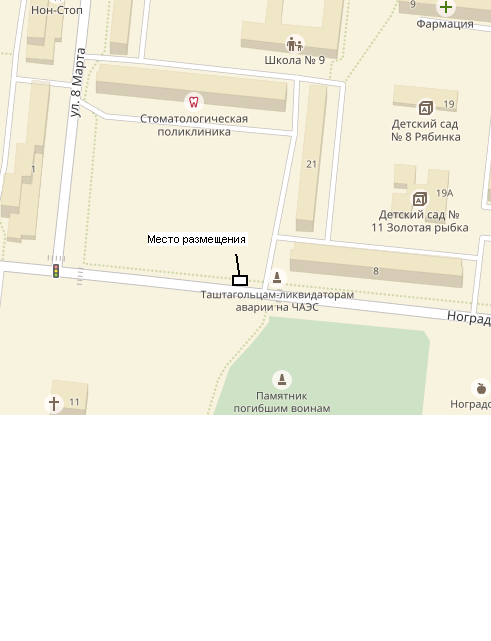 Нон-Стоп
9
Фармация
Школа № 9
ул. 8 Марта
Стоматологическая
поликлиника
19
Детский сад
№ 8 Рябинка
1
21
19А
Детский сад №
11 Золотая рыбка
Место размещения
8
Таштагольцам-ликвидаторам
аварии на ЧАЭС
Ноград
Памятник
погибшим воинам
11
Ноградс